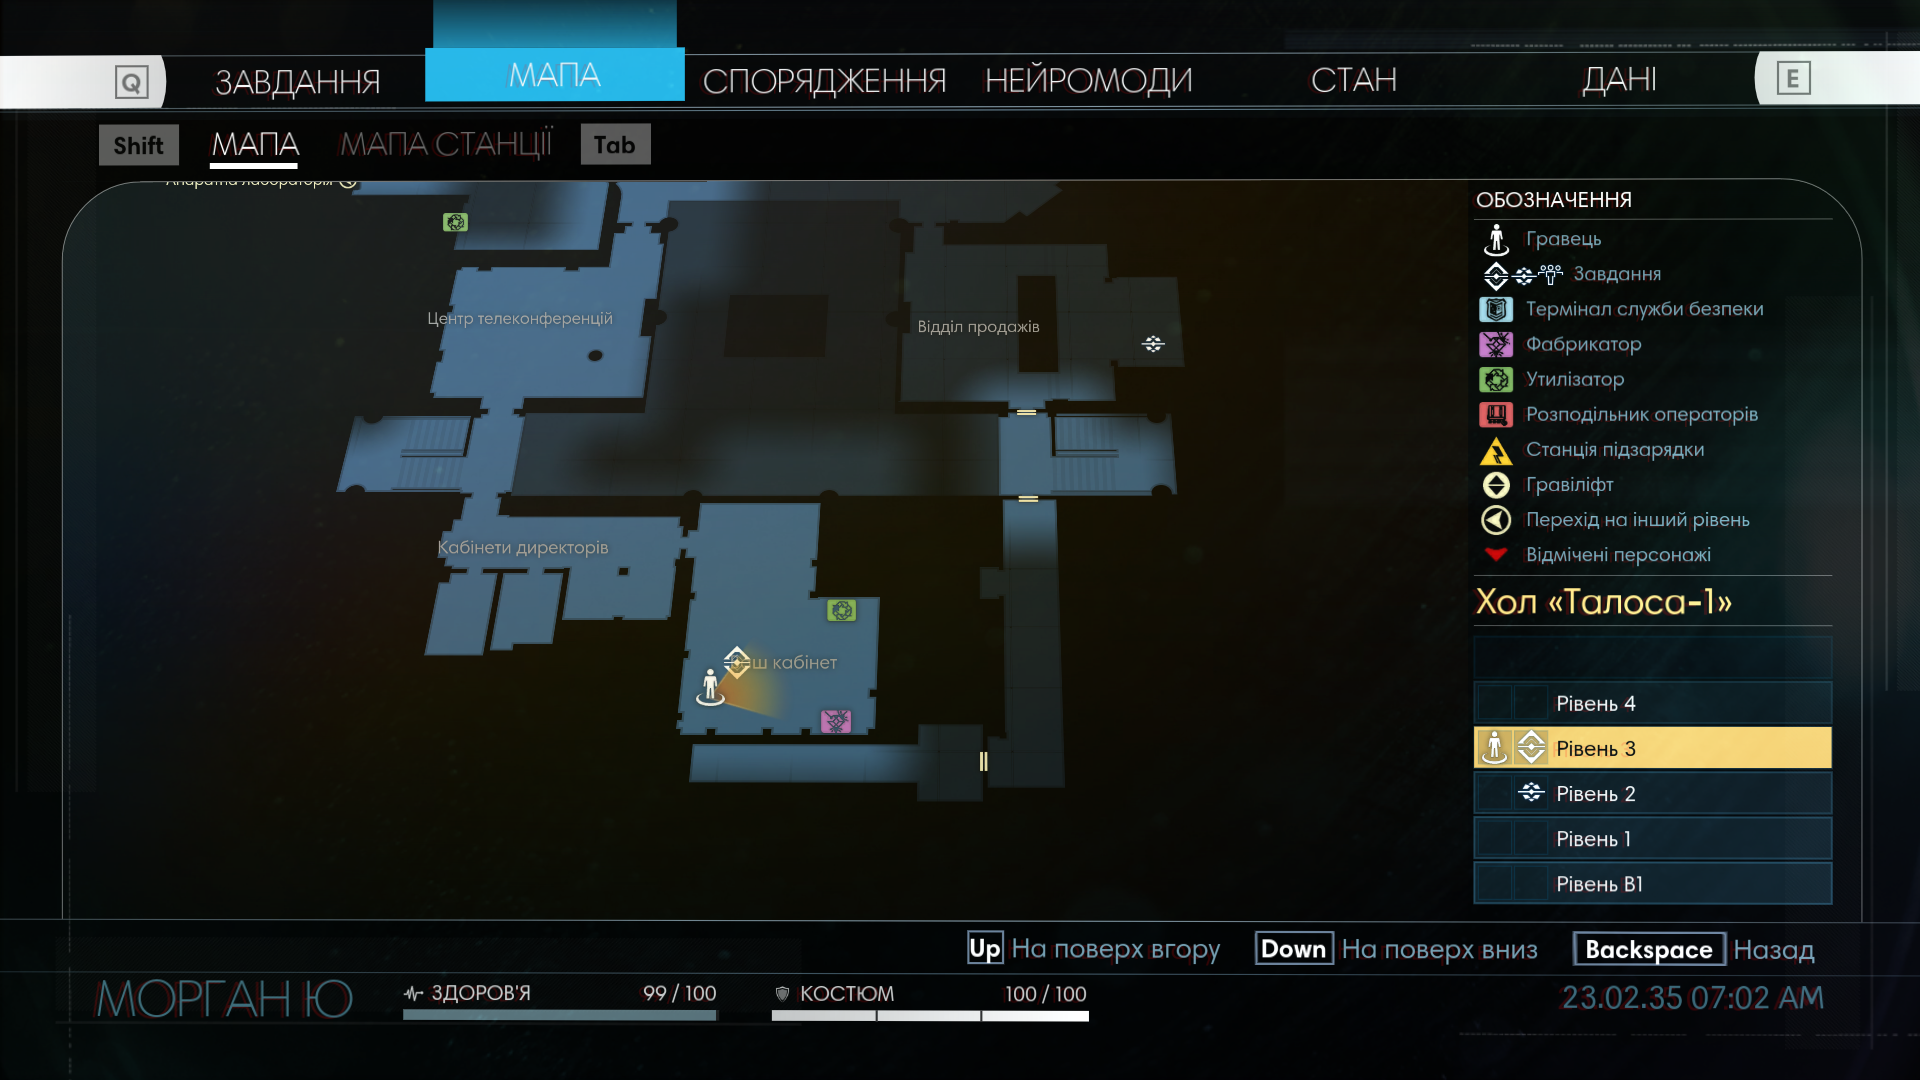 Q
ЗАВДАННЯ
МАПА
СПОРЯДЖЕННЯ
НЕЙРОМОДИ
СТАН
ДАНІ
E
Shift
МАПА
МАПА СТАНЦІЇ
Tab
Апаратна лабораторія
Центр телеконференцій
Відділ продажів
Кабінети директорів
Ваш кабінет
ОБОЗНАЧЕННЯ
Гравець
Завдання
Термінал служби безпеки
Фабрикатор
Утилізатор
Розподільник операторів
Станція підзарядки
Гравіліфт
Перехід на інший рівень
Відмічені персонажі
Хол «Талоса-1»
Рівень 4
Рівень 3
Рівень 2
Рівень 1
Рівень B1
Up На поверх вгору
Down На поверх вниз
Backspace Назад
МОРГАН Ю
ЗДОРОВ'Я 99 / 100
КОСТЮМ 100 / 100
23.02.35 07:02 AM